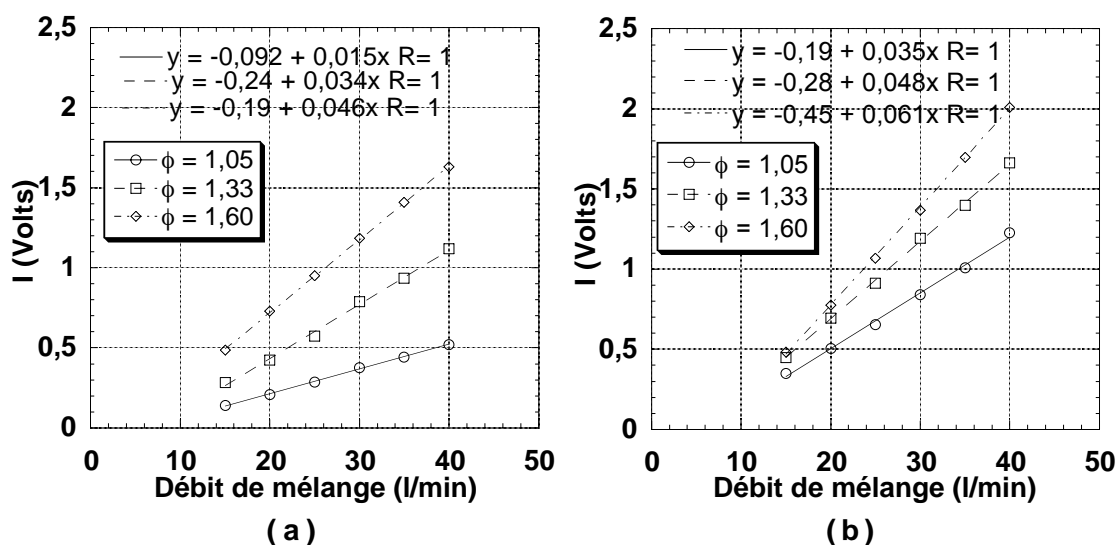 2,5
y = -0,092 + 0,015x R= 1
y = -0,24 + 0,034x R= 1
y = -0,19 + 0,046x R= 1
2
ϕ = 1,05
ϕ = 1,33
ϕ = 1,60
1,5
I (Volts)
1
0,5
0
0 10 20 30 40 50
Débit de mélange (l/min)
(a)
2,5
y = -0,19 + 0,035x R= 1
y = -0,28 + 0,048x R= 1
y = -0,45 + 0,061x R= 1
2
ϕ = 1,05
ϕ = 1,33
ϕ = 1,60
1,5
I (Volts)
1
0,5
0
0 10 20 30 40 50
Débit de mélange (l/min)
(b)